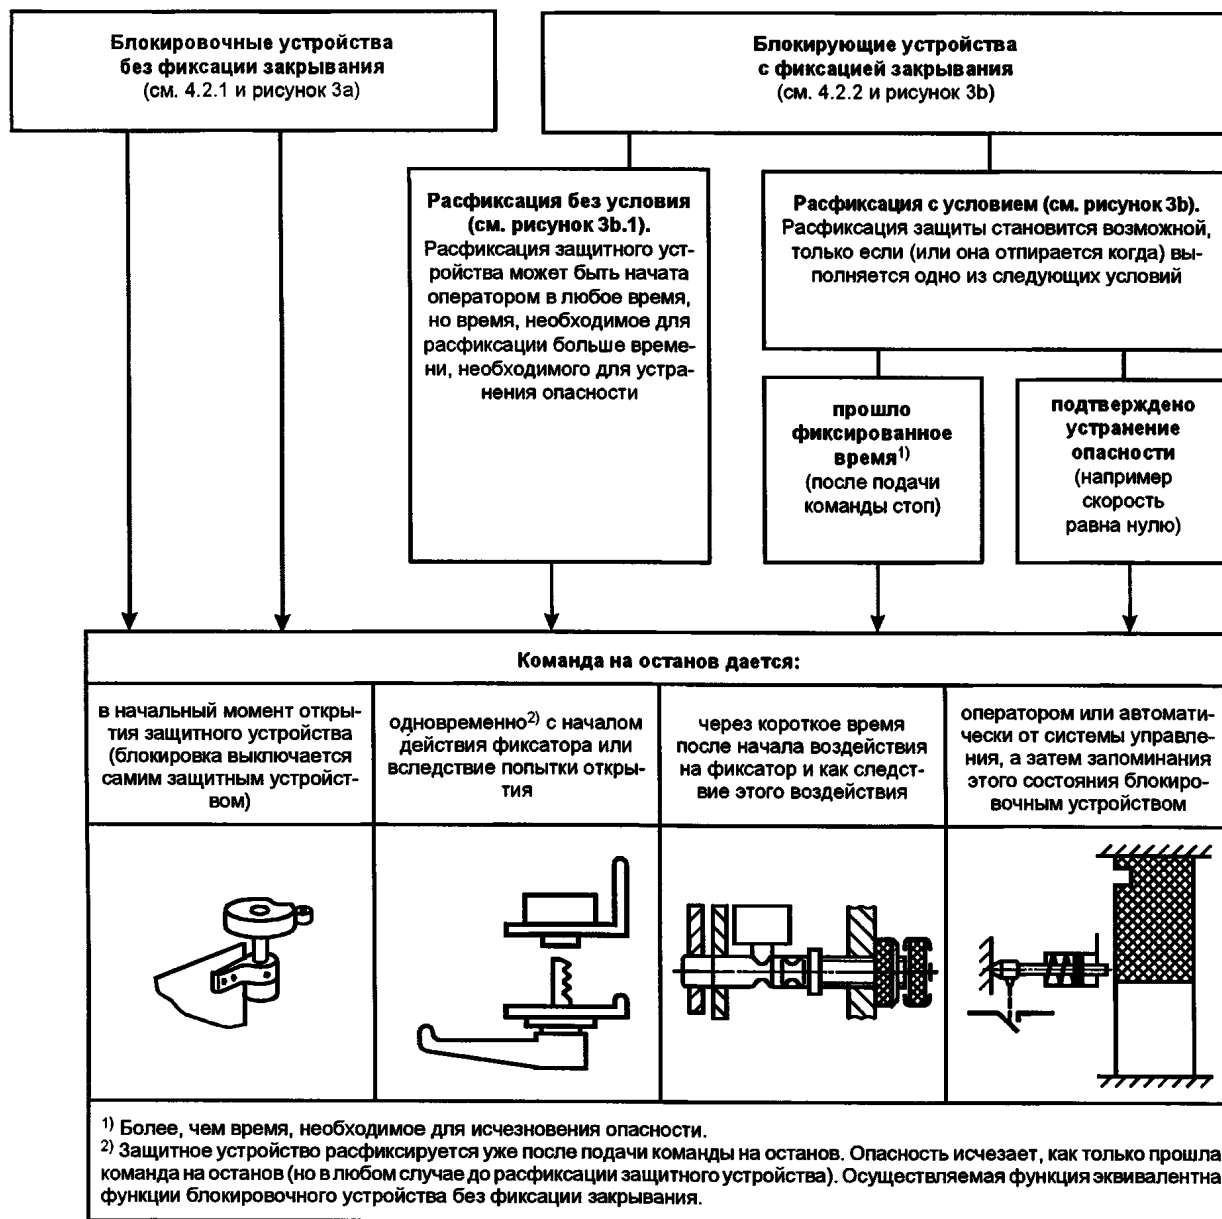 Блокировочные устройства
без фиксации закрывания
(см. 4.2.1 и рисунок 3а)
Блокирующие устройства
с фиксацией закрывания
(см. 4.2.2 и рисунок 3b)
Расфиксация без условия
(см. рисунок 3b.1).
Расфиксация защитного уст-
ройства может быть начата
оператором в любое время,
но время, необходимое для
расфиксации больше време-
ни, необходимого для устра-
нения опасности
Расфиксация с условием (см. рисунок 3b).
Расфиксация защиты становится возможной,
только если (или она отпирается когда) вы-
полняется одно из следующих условий
прошло
фиксированное
время1)
(после подачи
команды стоп)
подтверждено
устранение
опасности
(например
скорость
равна нулю)
Команда на останов дается:
в начальный момент откры-
тия защитного устройства
(блокировка выключается
самим защитным устройст-
вом)
одновременно2) с началом
действия фиксатора или
вследствие попытки откры-
тия
через короткое время
после начала воздействия
на фиксатор и как следст-
вие этого воздействия
оператором или автомати-
чески от системы управле-
ния, а затем запоминания
этого состояния блокиро-
вочным устройством
1) Более, чем время, необходимое для исчезновения опасности.
2) Защитное устройство расфиксируется уже после подачи команды на останов. Опасность исчезает, как только прошла
команда на останов (но в любом случае до расфиксации защитного устройства). Осуществляемая функция эквивалентна
функции блокировочного устройства без фиксации закрывания.